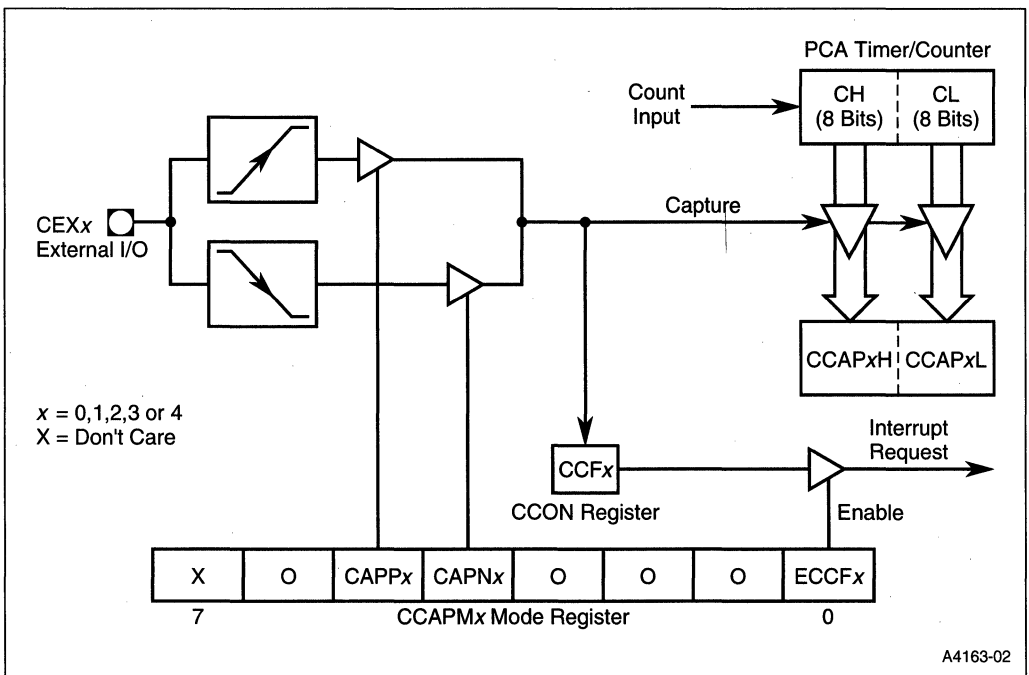 PCA Timer/Counter
Count
Input
CH
(8 Bits)
CL
(8 Bits)
CEXx
External I/O
Capture
CCAPxH
CCAPxL
x = 0,1,2,3 or 4
X = Don't Care
CCFx
CCON Register
Interrupt
Request
Enable
X
O
CAPPx
CAPNx
O
O
O
ECCFx
7
CCAPMx Mode Register
0
A4163-02